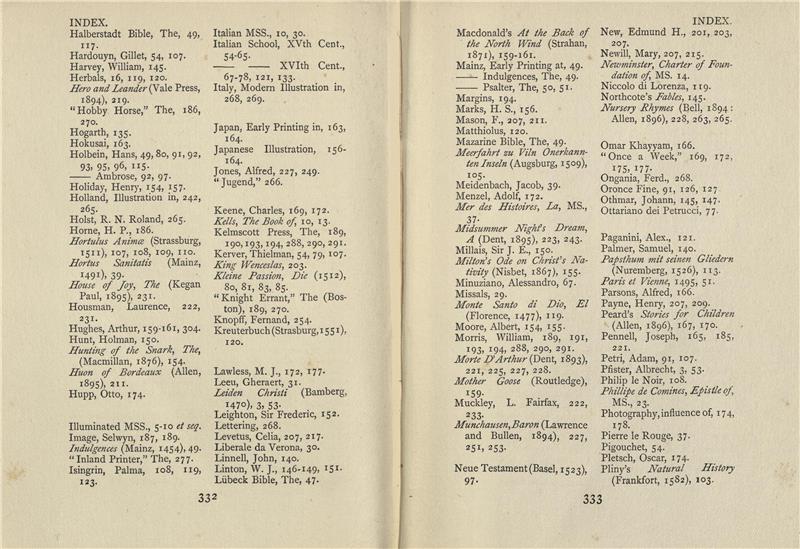 INDEX.
Halberstadt Bible, The, 49,
117.
Hardouyn, Gillet, 54, 107.
Harvey, William, 145.
Herbals, 16, 119, 120.
Hero and Leander (Vale Press,
1894), 219.
"Hobby Horse," The, 186,
270.
Hogarth, 135.
Hokusai, 163.
Holbein, Hans, 49, 80, 91, 92,
93, 95, 96, 115.
—— Ambrose, 92, 97.
Holiday, Henry, 154, 157.
Holland, Illustration in, 242,
265.
Holst, R. N. Roland, 265.
Horne, H. P., 186.
Hortulus Animæ (Strassburg,
1511), 107, 108, 109, 110.
Hortus Sanitatis (Mainz,
1491), 39.
House of Joy, The (Kegan
Paul, 1895), 231.
Housman, Laurence, 222,
231.
Hughes, Arthur, 159-161, 304.
Hunt, Holman, 150.
Hunting of the Snark, The,
(Macmillan, 1876), 154.
Huon of Bordeaux (Allen,
1895), 211.
Hupp, Otto, 174.
Illuminated MSS., 5-10 et seq.
Image, Selwyn, 187, 189.
Indulgences (Mainz, 1454), 49.
"Inland Printer," The, 277.
Isingrin, Palma, 108, 119,
123.
Italian MSS., 10, 30.
Italian School, XVth Cent.,
54-65.
—— —— XVIth Cent.,
67-78, 121, 133.
Italy, Modern Illustration in,
268, 269.
Japan, Early Printing in, 163,
164.
Japanese Illustration, 156-
164.
Jones, Alfred, 227, 249.
"Jugend," 266.
Keene, Charles, 169, 172.
Kells, The Book of, 10, 13.
Kelmscott Press, The, 189,
190, 193, 194, 288, 290, 291.
Kerver, Thielman, 54, 79, 107.
King Wenceslas, 203.
Kleine Passion, Die (1512),
80, 81, 83, 85.
"Knight Errant," The (Bos-
ton), 189, 270.
Knopff, Fernand, 254.
Kreuterbuch (Strasburg, 1551),
120.
Lawless, M. J., 172, 177.
Leeu, Gheraert, 31.
Leiden Christi (Bamberg,
1470), 3, 53.
Leighton, Sir Frederic, 152.
Lettering, 268.
Levetus, Celia, 207, 217.
Liberale da Verona, 30.
Linnell, John, 140.
Linton, W. J., 146-149, 151.
Lübeck Bible, The, 47.
332
INDEX.
Macdonald's At the Back of
the North Wind (Strahan,
1871), 159-161.
Mainz, Early Printing at, 49.
—— Indulgences, The, 49.
—— Psalter, The, 50, 51.
Margins, 194.
Marks, H. S., 156.
Mason, F., 207, 211.
Matthiolus, 120.
Mazarine Bible, The, 49.
Meerfahrt zu Viln Onerkann-
ten Inseln (Augsburg, 1509),
105.
Meidenbach, Jacob, 39.
Menzel, Adolf, 172.
Mer des Histoires, La, MS.,
37.
Midsummer Night's Dream,
A (Dent, 1895), 223, 243.
Millais, Sir J. E., 150.
Milton's Ode on Christ's Na-
tivity (Nisbet, 1867), 155.
Minuziano, Alessandro, 67.
Missals, 29.
Monte Santo di Dio, El
(Florence, 1477), 119.
Moore, Albert, 154, 155.
Morris, William, 189, 191,
193, 194, 288, 290, 291.
Morte D'Arthur (Dent, 1893),
221, 225, 227, 228.
Mother Goose (Routledge),
159.
Muckley, L. Fairfax, 222,
233.
Munchausen, Baron (Lawrence
and Bullen, 1894), 227,
251, 253.
Neue Testament (Basel, 1523),
97.
New, Edmund H., 201, 203,
207.
Newill, Mary, 207, 215.
Newminster, Charter of Foun-
dation of, MS. 14.
Niccolo di Lorenza, 119.
Northcote's Fables, 145.
Nursery Rhymes (Bell, 1894:
Allen, 1896), 228, 263, 265.
Omar Khayyam, 166.
"Once a Week," 169, 172,
175, 177.
Ongania, Ferd., 268.
Oronce Fine, 91, 126, 127
Othmar, Johann, 145, 147.
Ottariano dei Petrucci, 77.
Paganini, Alex., 121.
Palmer, Samuel, 140.
Papsthum mit seinen Gliedern
(Nuremberg, 1526), 113.
Paris et Vienne, 1495, 51.
Parsons, Alfred, 166.
Payne, Henry, 207, 209.
Peard's Stories for Children
(Allen, 1896), 167, 170.
Pennell, Joseph, 165, 185,
221.
Petri, Adam, 91, 107.
Pfister, Albrecht, 3, 53.
Philip le Noir, 108.
Phillipe de Comines, Epistle of,
MS., 23.
Photography, influence of, 174,
178.
Pierre le Rouge, 37.
Pigouchet, 54.
Pletsch, Oscar, 174.
Pliny's Natural History
(Frankfort, 1582), 103.
333